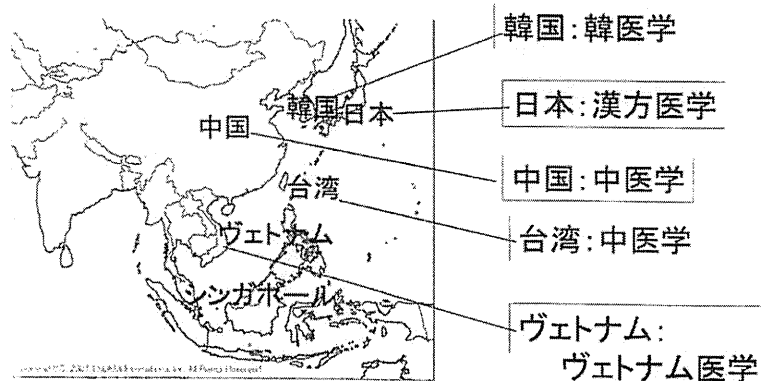 韓国:韓医学
韓国
日本
日本:漢方医学
中国
中国:中医学
台湾
台湾:中医学
ヴェトナム
シンガポール
ヴェトナム:
ヴェトナム医学